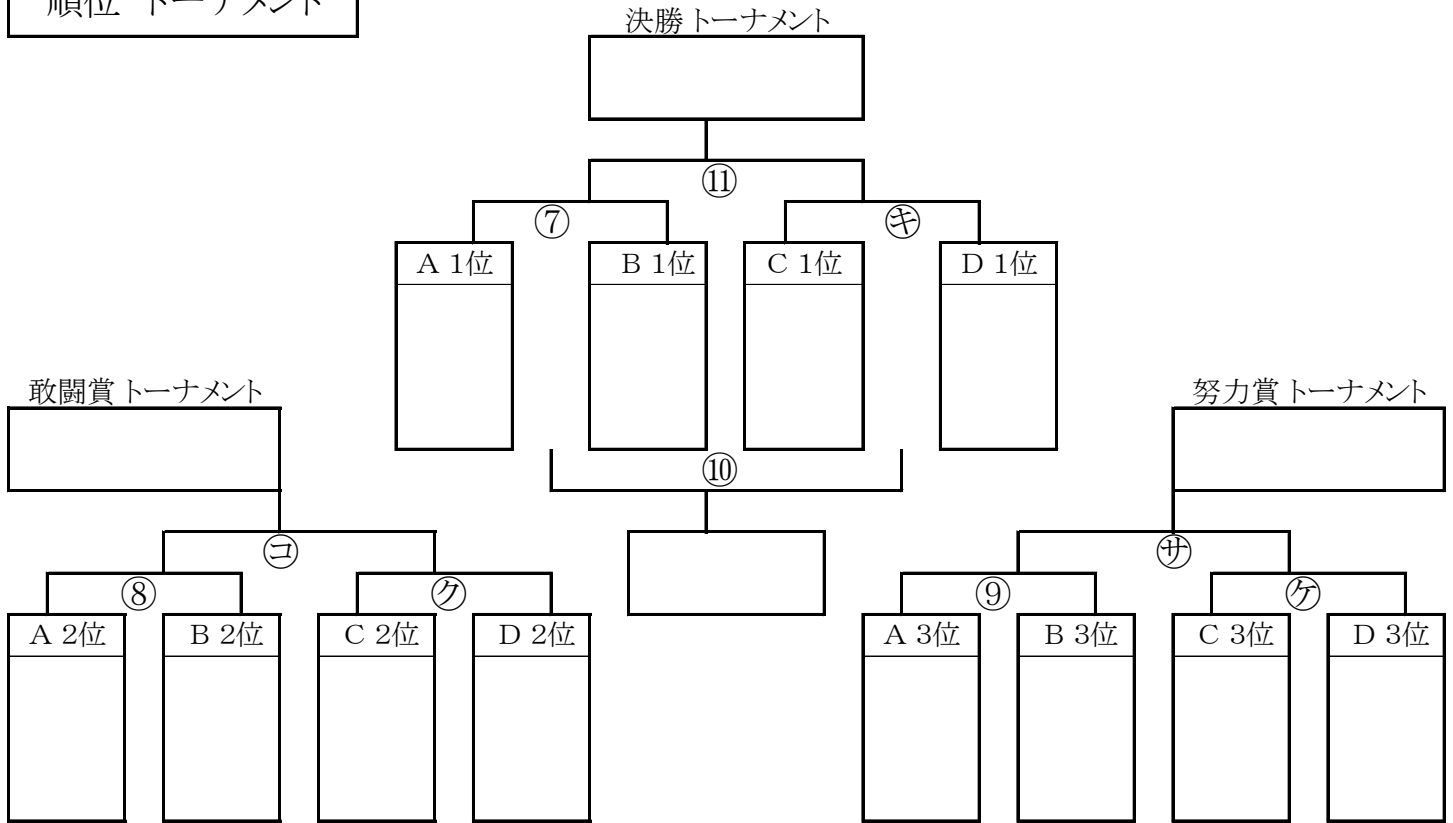 順位 トーナメント
決勝 トーナメント
⑪
⑦ ㋖
A 1位 B 1位 C 1位 D 1位
敢闘賞 トーナメント 努力賞 トーナメント
⑩
㋙ ㋚
⑧ ㋗ ⑨ ㋘
A 2位 B 2位 C 2位 D 2位 A 3位 B 3位 C 3位 D 3位